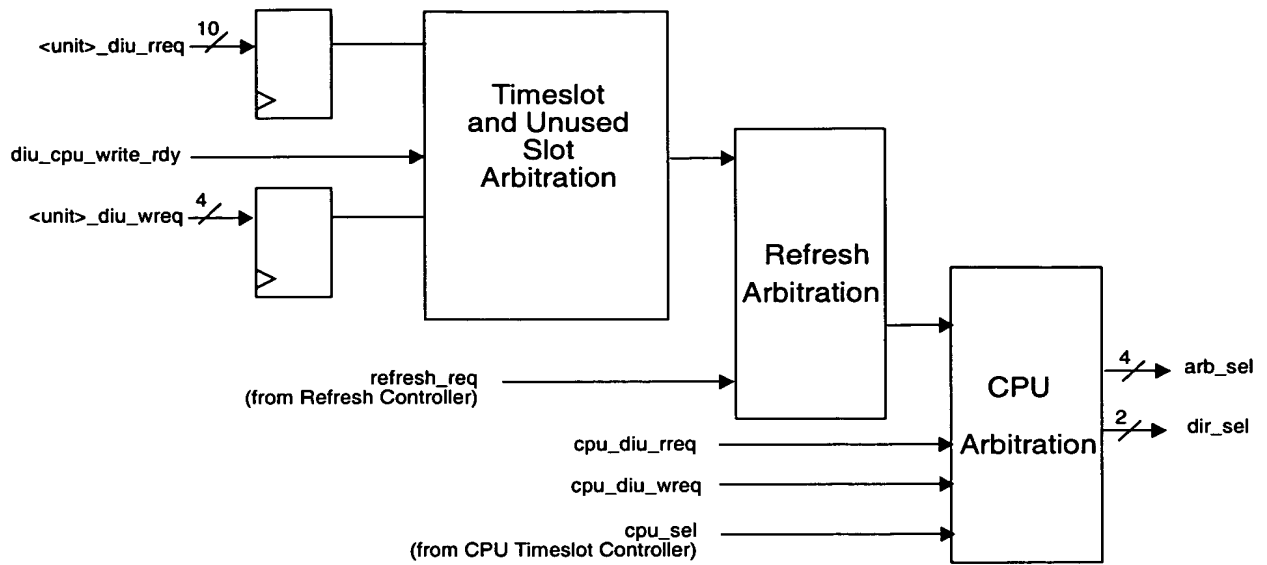 10
<unit>_diu_rreq
diu_cpu_write_rdy
4
<unit>_diu_wreq
Timeslot
and Unused
Slot
Arbitration
Refresh
Arbitration
refresh_req
(from Refresh Controller)
cpu_diu_rreq
cpu_diu_wreq
cpu_sel
(from CPU Timeslot Controller)
CPU
Arbitration
4
arb_sel
2
dir_sel